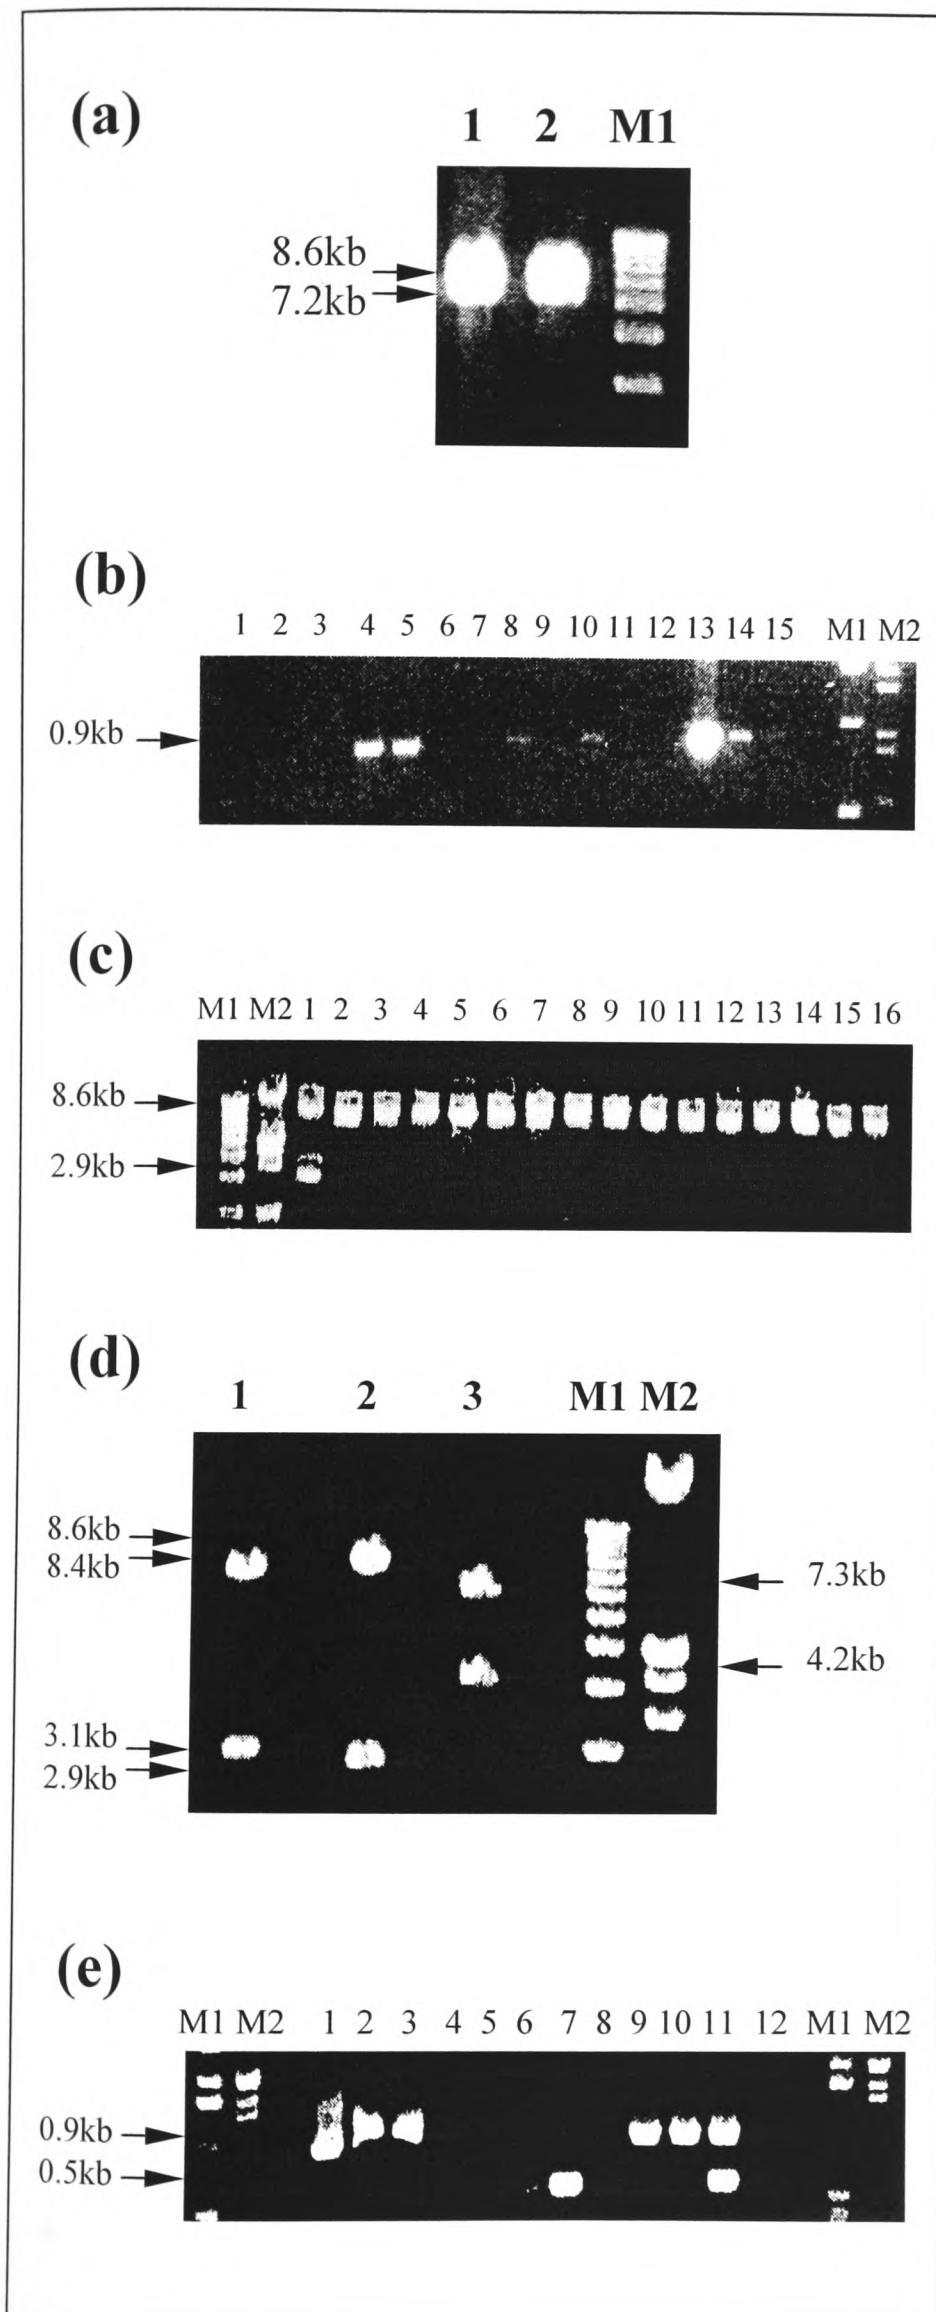 (a)
1 2 M1
8.6kb
7.2kb
(b)
1 2 3 4 5 6 7 8 9 10 11 12 13 14 15 M1 M2
0.9kb
(c)
M1 M2 1 2 3 4 5 6 7 8 9 10 11 12 13 14 15 16
8.6kb
2.9kb
(d)
1 2 3 M1 M2
8.6kb
8.4kb
7.3kb
4.2kb
3.1kb
2.9kb
(e)
M1 M2 1 2 3 4 5 6 7 8 9 10 11 12 M1 M2
0.9kb
0.5kb